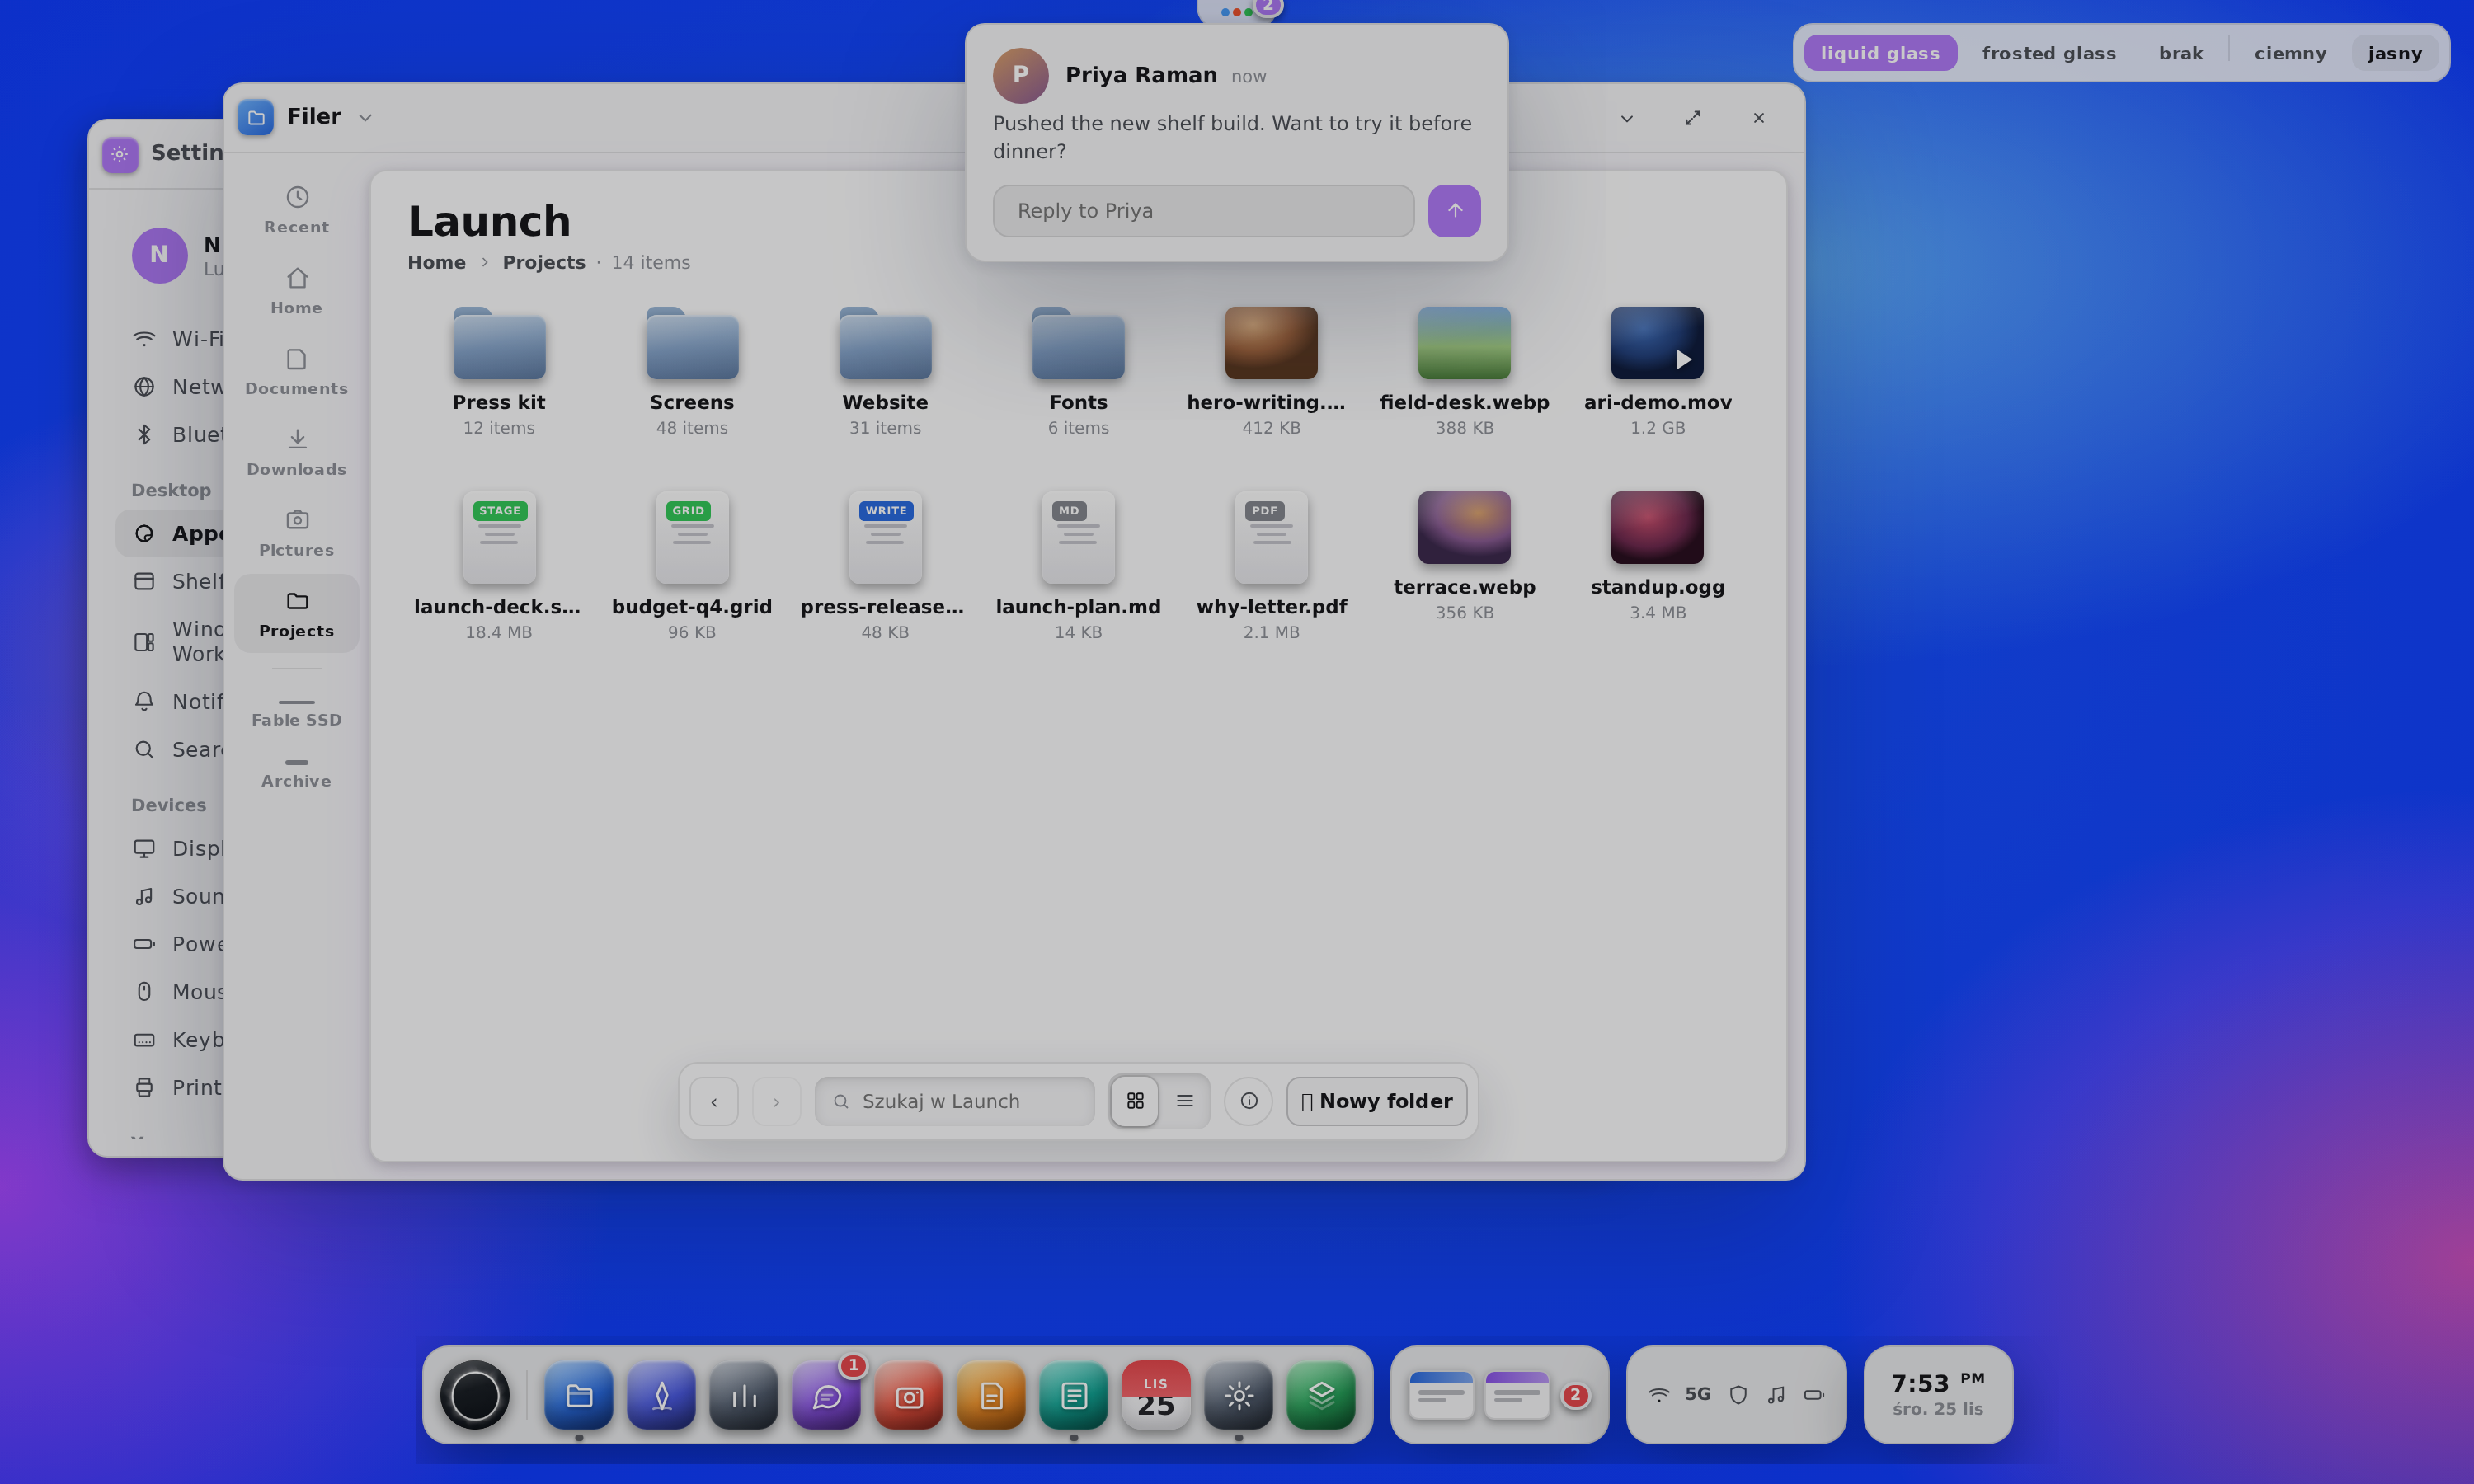 2
liquid glass frosted glass brak ciemny jasny
P Priya Raman now
Pushed the new shelf build. Want to try it before
dinner?
Reply to Priya
Filer
Settin
N
N
Lu
Wi-Fi
Netw
Bluet
Desktop
Appe
Shelf
Wind
Work
Notif
Sear
Devices
Displ
Soun
Powe
Mous
Keyb
Print
Recent
Home
Documents
Downloads
Pictures
Projects
Fable SSD
Archive
Launch
Home > Projects · 14 items
Press kit
12 items
Screens
48 items
Website
31 items
Fonts
6 items
hero-writing.…
412 KB
field-desk.webp
388 KB
ari-demo.mov
1.2 GB
STAGE
launch-deck.s…
18.4 MB
GRID
budget-q4.grid
96 KB
WRITE
press-release…
48 KB
MD
launch-plan.md
14 KB
PDF
why-letter.pdf
2.1 MB
terrace.webp
356 KB
standup.ogg
3.4 MB
Szukaj w Launch
Nowy folder
1
LIS
25
2
5G
7:53 PM
śro. 25 lis